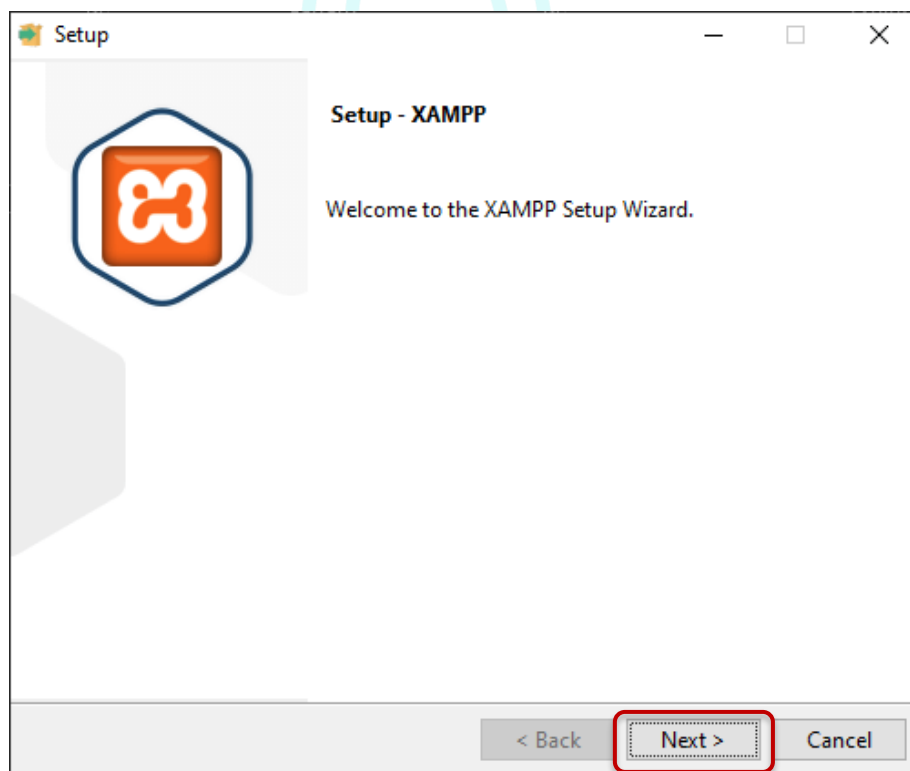 Setup
Setup - XAMPP
Welcome to the XAMPP Setup Wizard.
< Back
Next >
Cancel